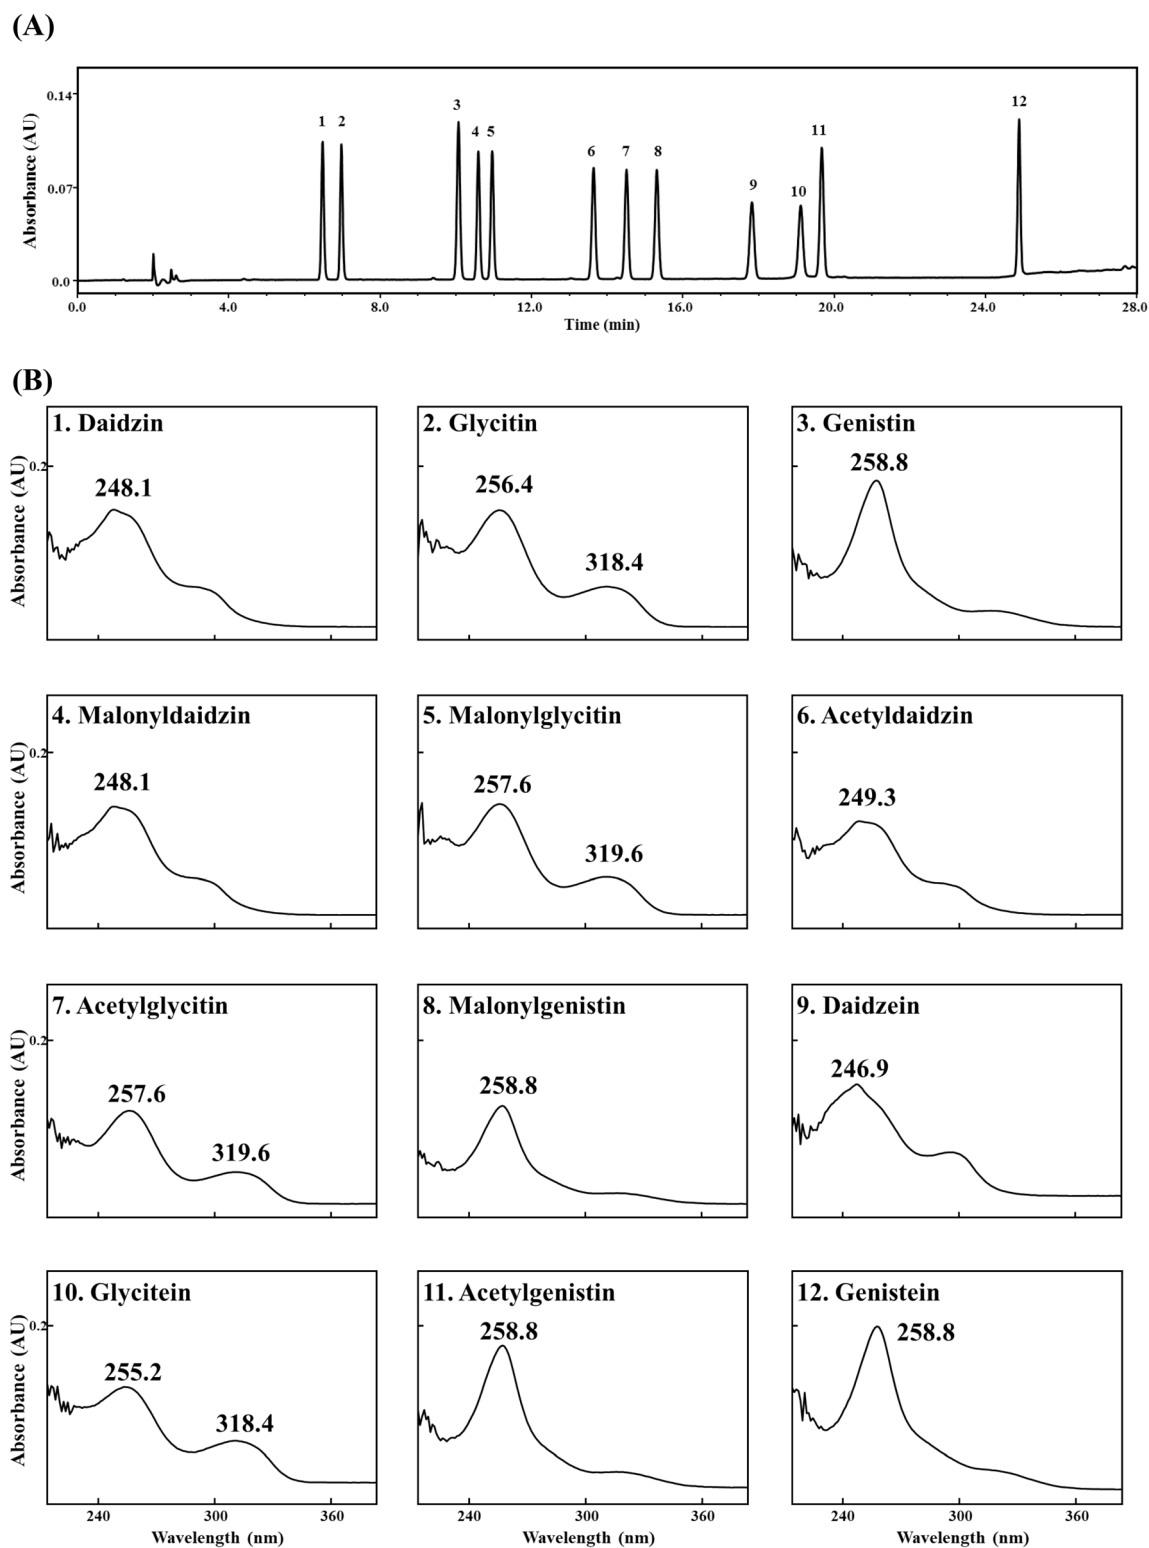 (A)
Absorbance (AU)
0.14
0.07
0.0
1 2 3 4 5 6 7 8 9 10 11 12
0.0 4.0 8.0 12.0 16.0 20.0 24.0 28.0
Time (min)
(B)
1. Daidzin
Absorbance (AU)
0.2
248.1
2. Glycitin
256.4
318.4
3. Genistin
258.8
4. Malonyldaidzin
Absorbance (AU)
0.2
248.1
5. Malonylglycitin
257.6
319.6
6. Acetyldaidzin
249.3
7. Acetylglycitin
Absorbance (AU)
0.2
257.6
319.6
8. Malonylgenistin
258.8
9. Daidzein
246.9
10. Glycitein
Absorbance (AU)
0.2
255.2
318.4
240 300 360
Wavelength (nm)
11. Acetylgenistin
258.8
240 300 360
Wavelength (nm)
12. Genistein
258.8
240 300 360
Wavelength (nm)